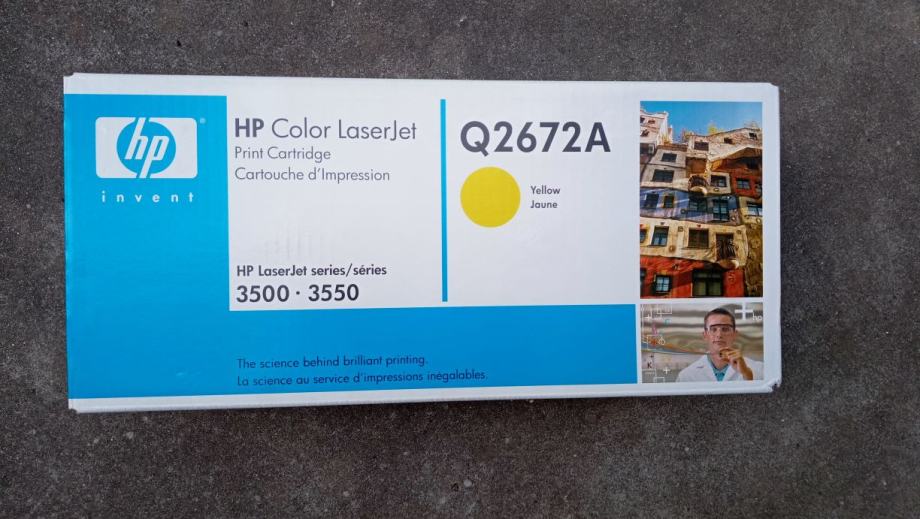 hp
invent
HP Color LaserJet
Print Cartridge
Cartouche d'Impression
HP LaserJet series/séries
3500 · 3550
The science behind brilliant printing.
La science au service d'impressions inégalables.
Q2672A
Yellow
Jaune
hp
K